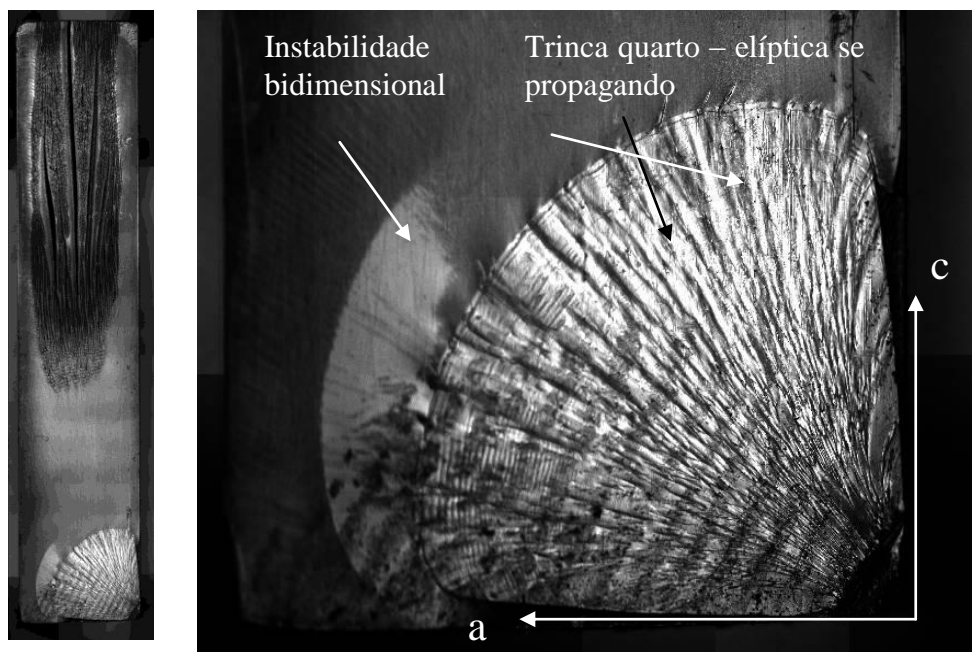 Instabilidade
bidimensional
Trinca quarto – elíptica se
propagando
c
a